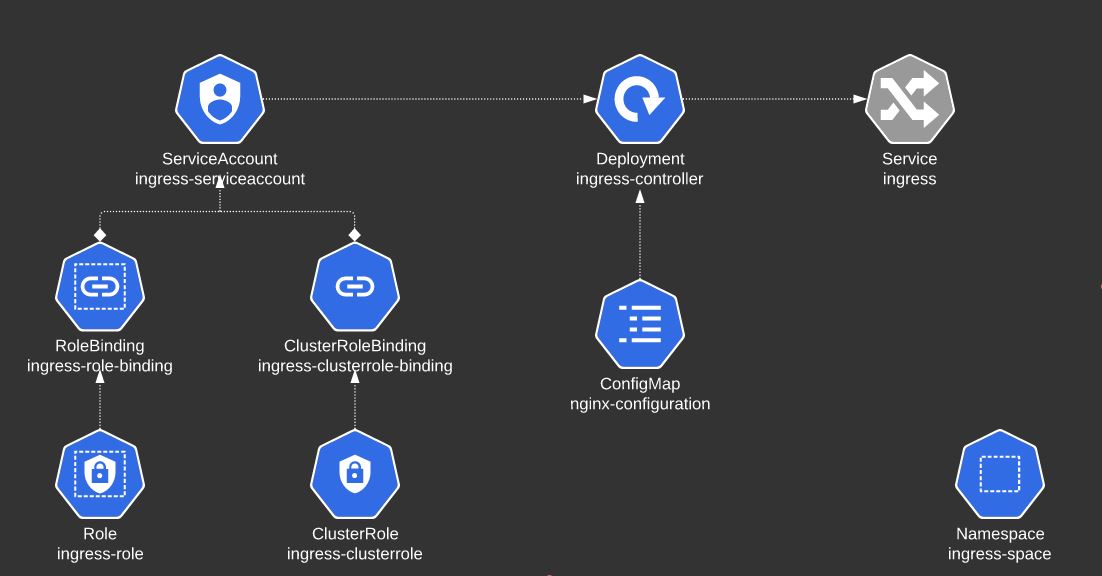 ServiceAccount
ingress-serviceaccount
Deployment
ingress-controller
Service
ingress
RoleBinding
ingress-role-binding
ClusterRoleBinding
ingress-clusterrole-binding
ConfigMap
nginx-configuration
Role
ingress-role
ClusterRole
ingress-clusterrole
Namespace
ingress-space